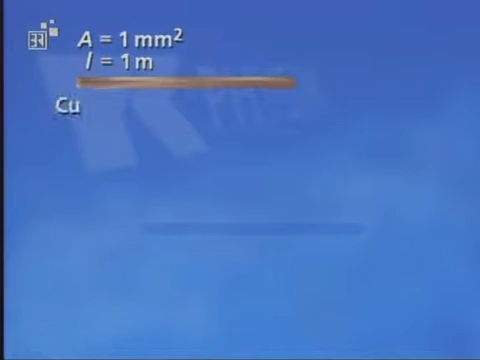 A = 1 mm²
l = 1 m
Cu